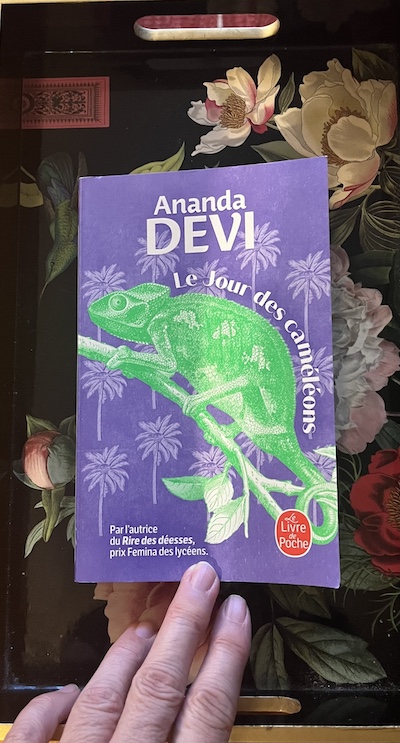 Ananda
DEVI
Le Jour des caméléons
Par l'autrice
du Rire des déesses,
prix Femina des lycéens.
Le
Livre
de
Poche